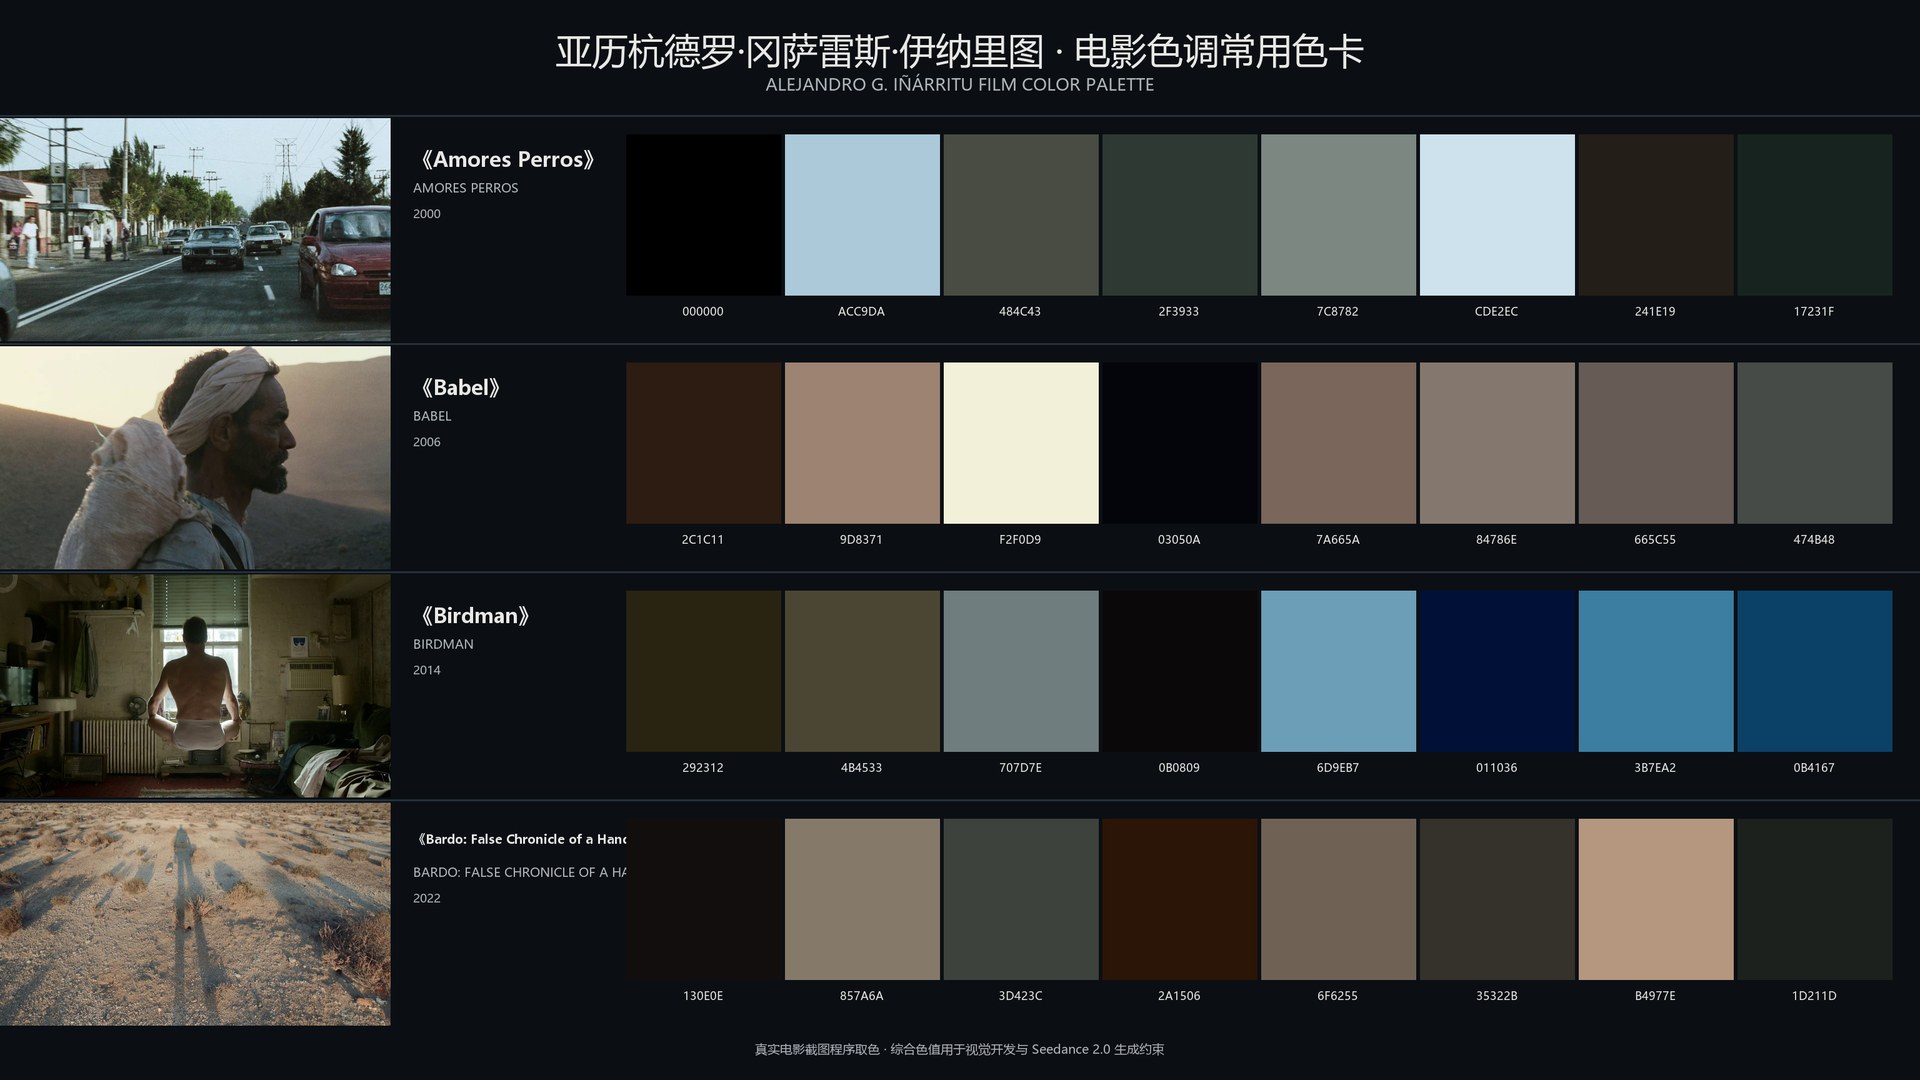 亚历杭德罗·冈萨雷斯·伊纳里图 · 电影色调常用色卡
ALEJANDRO G. IÑÁRRITU FILM COLOR PALETTE
《Amores Perros》
AMORES PERROS
2000
000000 ACC9DA 484C43 2F3933 7C8782 CDE2EC 241E19 17231F
《Babel》
BABEL
2006
2C1C11 9D8371 F2F0D9 03050A 7A665A 84786E 665C55 474B48
《Birdman》
BIRDMAN
2014
292312 4B4533 707D7E 0B0809 6D9EB7 011036 3B7EA2 0B4167
《Bardo: False Chronicle of a Hand
BARDO: FALSE CHRONICLE OF A HA
2022
130E0E 857A6A 3D423C 2A1506 6F6255 35322B B4977E 1D211D
真实电影截图程序取色 · 综合色值用于视觉开发与 Seedance 2.0 生成约束